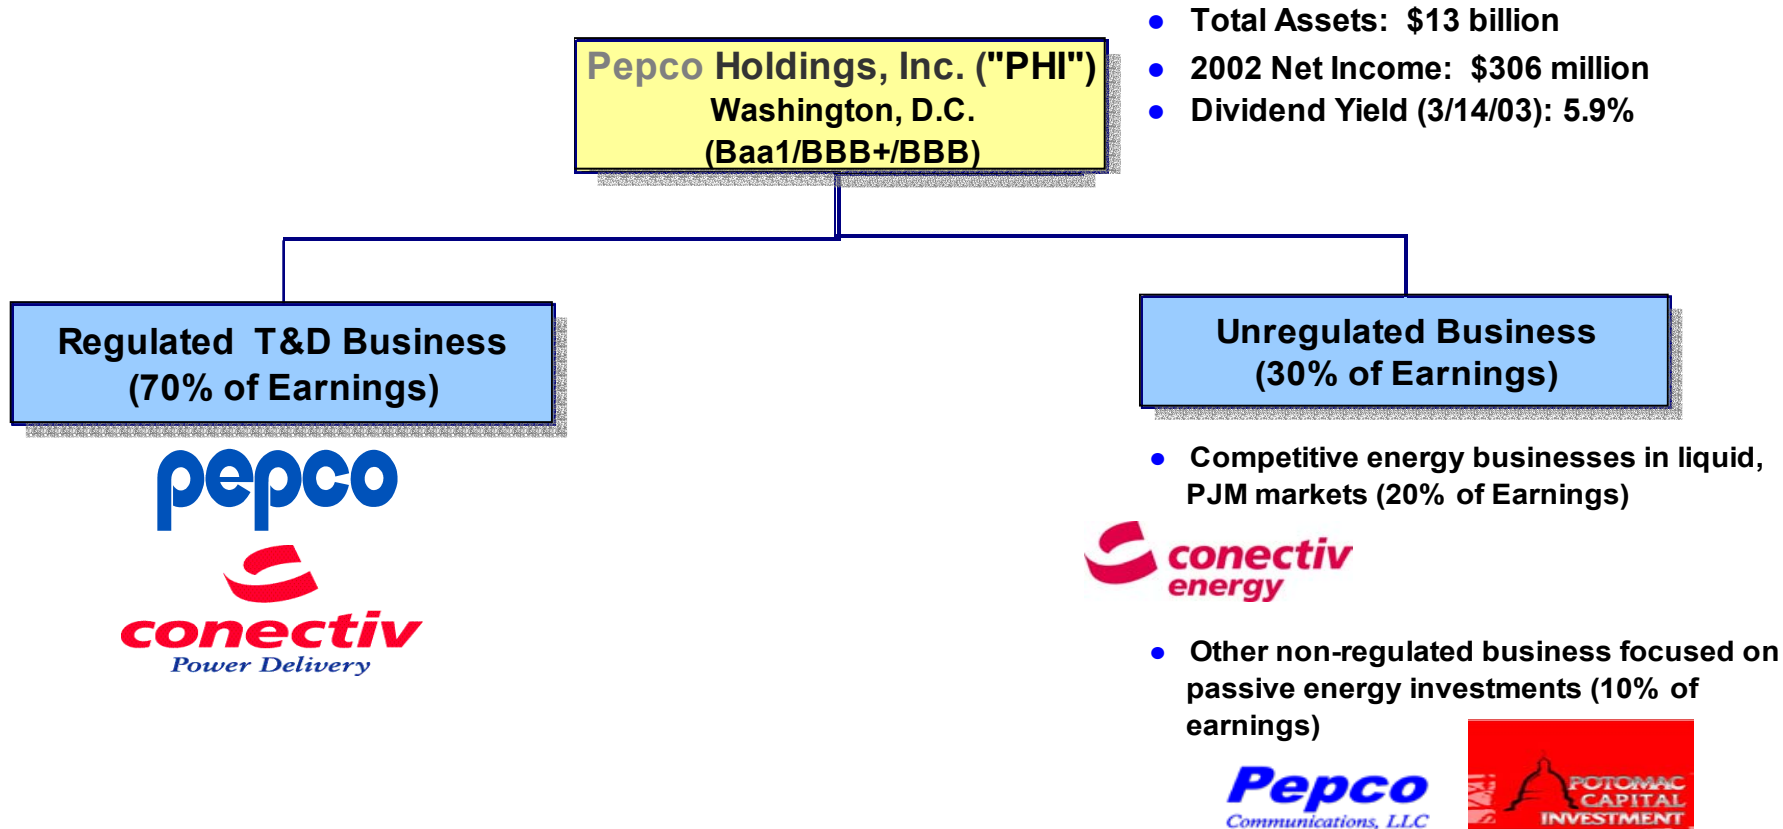 ● Total Assets: $13 billion
Pepco Holdings, Inc. ("PHI")
● 2002 Net Income: $306 million
Washington, D.C.
● Dividend Yield (3/14/03): 5.9%
(Baa1/BBB+/BBB)
Regulated T&D Business
(70% of Earnings)
pepco
conectiv
Power Delivery
Unregulated Business
(30% of Earnings)
● Competitive energy businesses in liquid,
PJM markets (20% of Earnings)
conectiv
energy
● Other non-regulated business focused on
passive energy investments (10% of
earnings)
Pepco
Communications, LLC
POTOMAC
CAPITAL
INVESTMENT